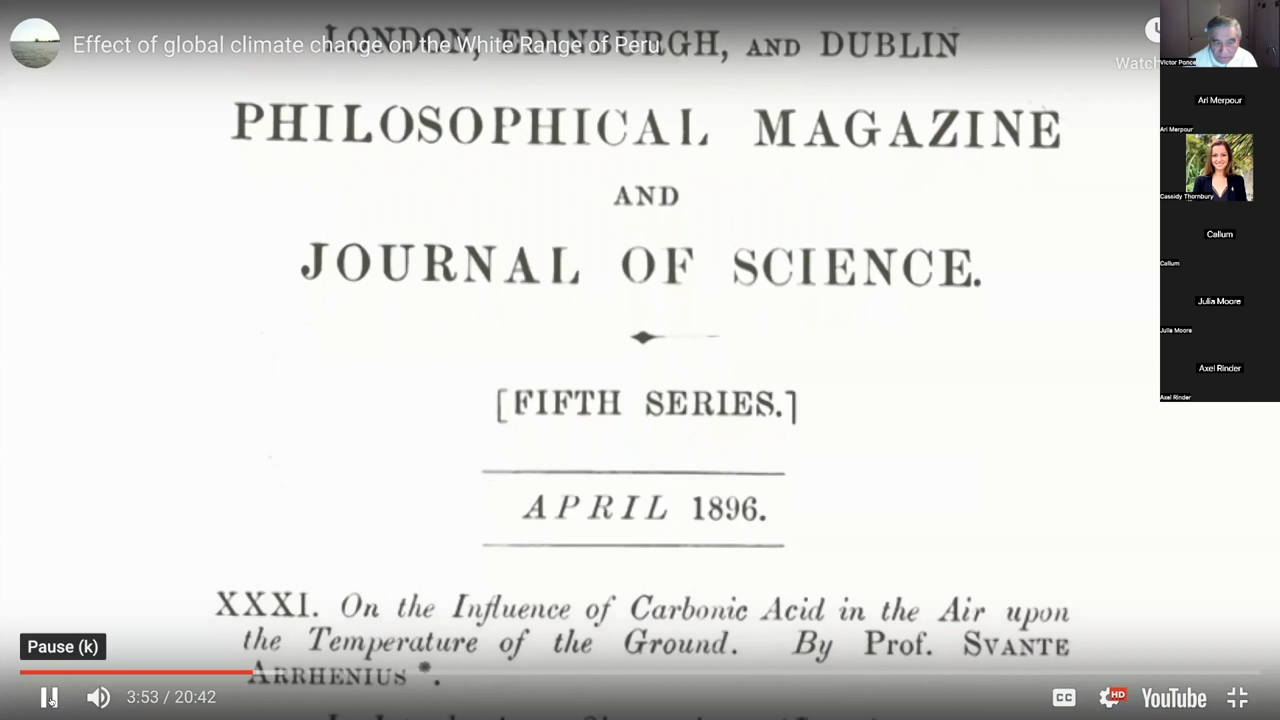 LONDON, EDINBURGH, AND DUBLIN
Effect of global climate change on the White Range of Peru
Watch
PHILOSOPHICAL MAGAZINE
AND
JOURNAL OF SCIENCE.
[FIFTH SERIES.]
APRIL 1896.
XXXI. On the Influence of Carbonic Acid in the Air upon
the Temperature of the Ground. By Prof. SVANTE
ARRHENIUS *.
Pause (k)
3:53 / 20:42
CC
HD
YouTube
Victor Ponce
Ari Merpour
Ari Merpour
Cassidy Thornbury
Callum
Callum
Julia Moore
Julia Moore
Axel Rinder
Axel Rinder